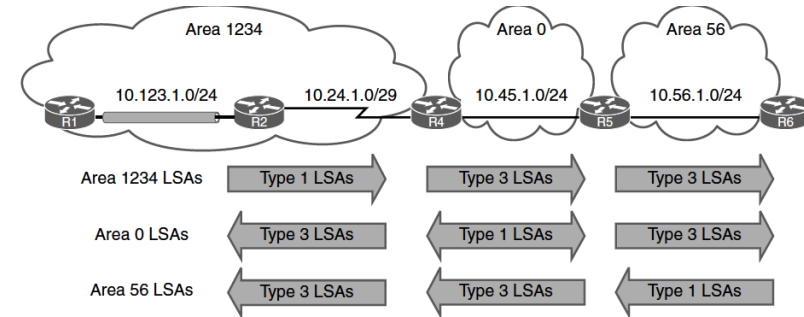 Area 1234
Area 0
Area 56
10.123.1.0/24
10.24.1.0/29
10.45.1.0/24
10.56.1.0/24
R1
R2
R4
R5
R6
Area 1234 LSAs
Type 1 LSAs
Type 3 LSAs
Type 3 LSAs
Area 0 LSAs
Type 3 LSAs
Type 1 LSAs
Type 3 LSAs
Area 56 LSAs
Type 3 LSAs
Type 3 LSAs
Type 1 LSAs